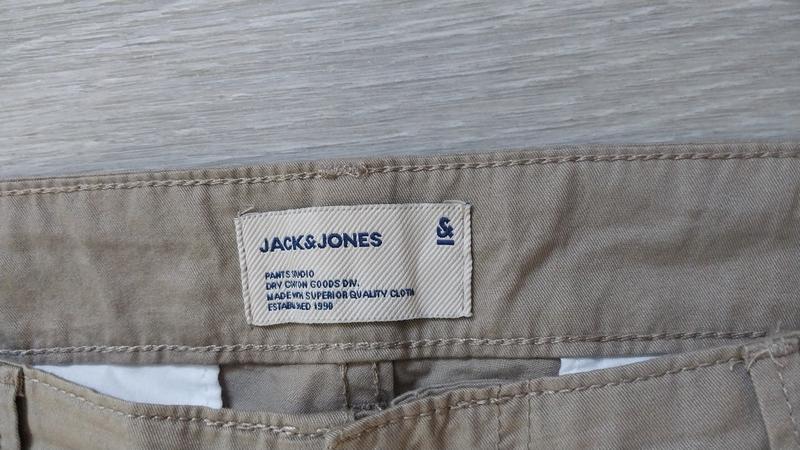 JACK&JONES
&
PANTS STUDIO
DRY COTTON GOODS DIV.
MADE WITH SUPERIOR QUALITY CLOTH
ESTABLISHED 1990